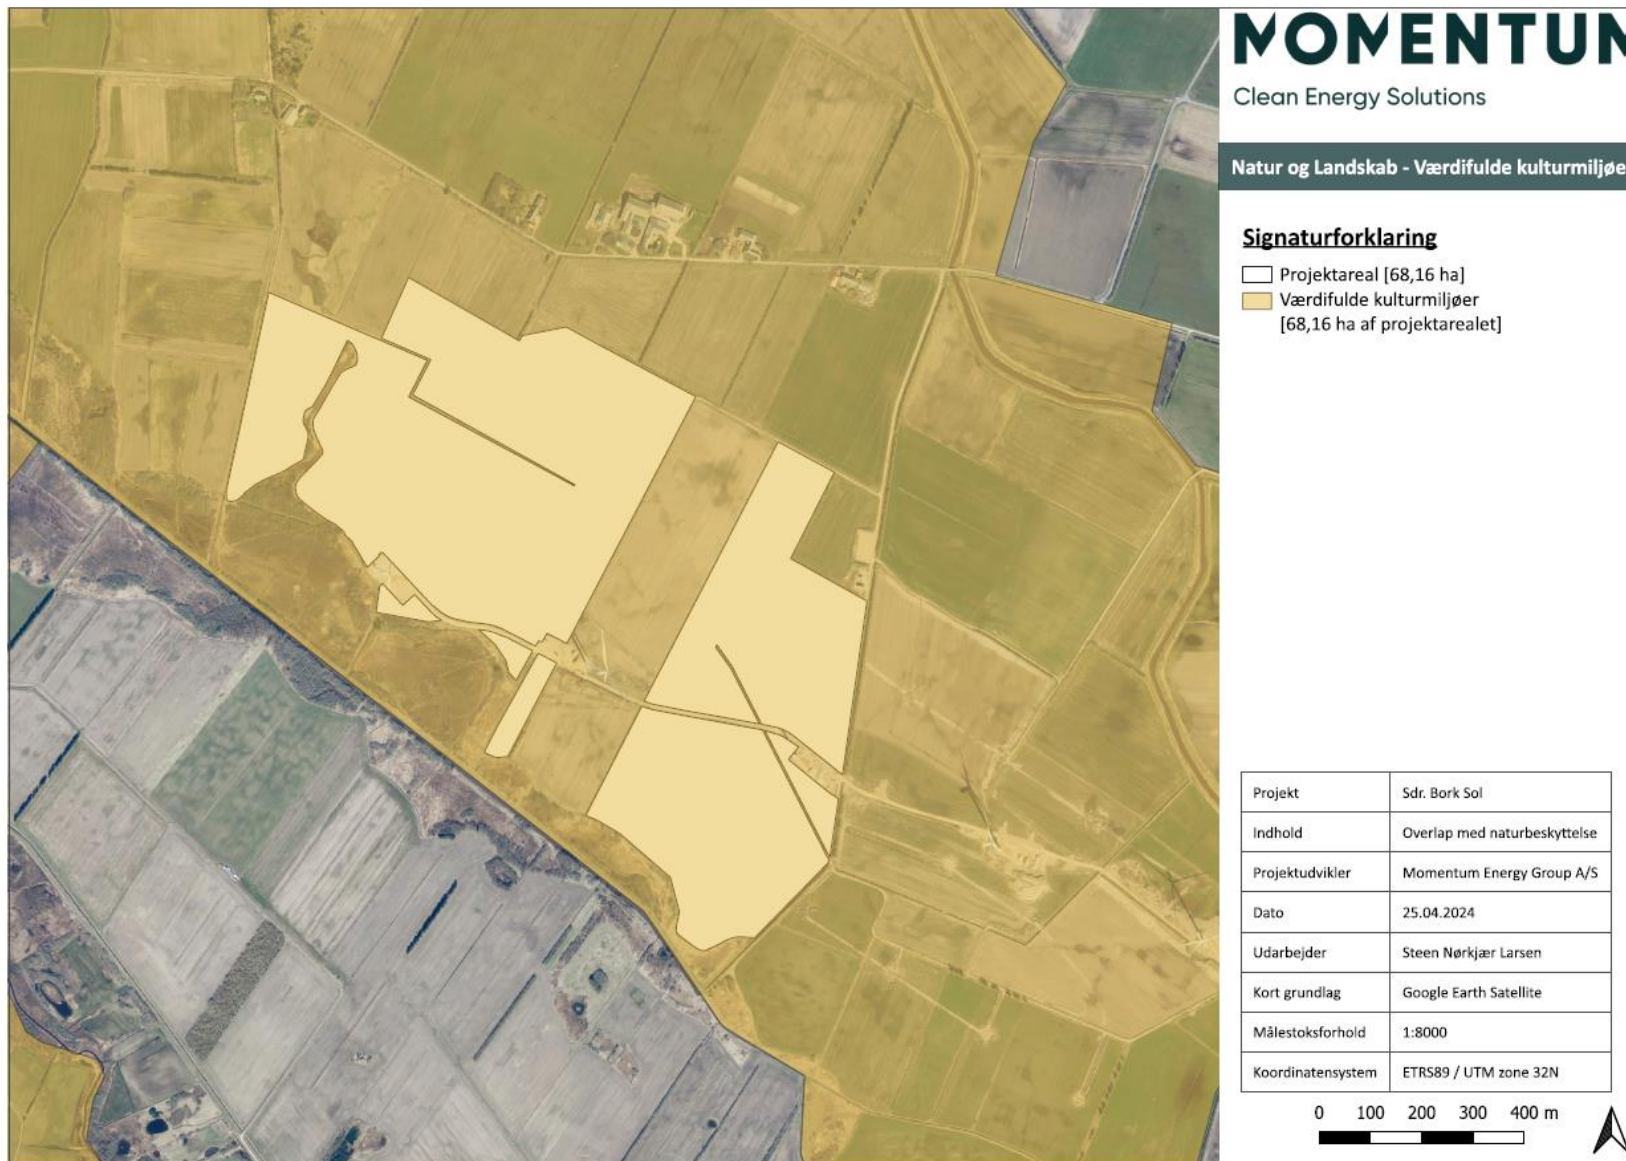 MOMENTUM
Clean Energy Solutions
Natur og Landskab - Værdifulde kulturmiljøe
Signaturforklaring
Projektareal [68,16 ha]
Værdifulde kulturmiljøer
[68,16 ha af projektarealet]
Projekt Sdr. Bork Sol
Indhold Overlap med naturbeskyttelse
Projektudvikler Momentum Energy Group A/S
Dato 25.04.2024
Udarbejder Steen Nørkjær Larsen
Kort grundlag Google Earth Satellite
Målestoksforhold 1:8000
Koordinatensystem ETRS89 / UTM zone 32N
0 100 200 300 400 m